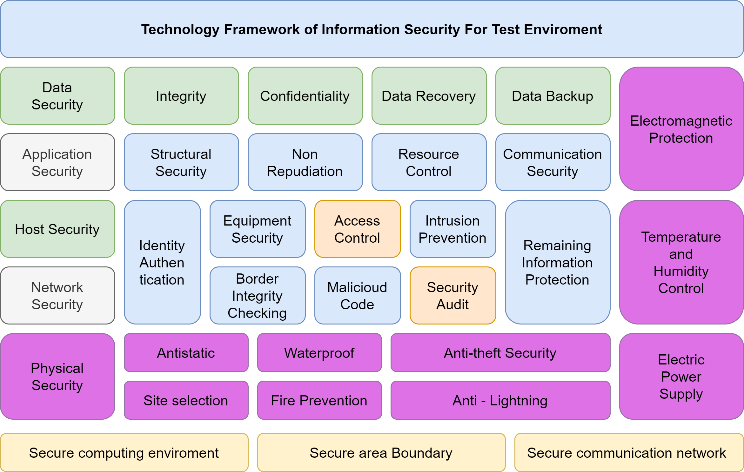 Technology Framework of Information Security For Test Enviroment
Data
Security
Integrity
Confidentiality
Data Recovery
Data Backup
Electromagnetic
Protection
Application
Security
Structural
Security
Non
Repudiation
Resource
Control
Communication
Security
Host Security
Identity
Authen
tication
Equipment
Security
Access
Control
Intrusion
Prevention
Remaining
Information
Protection
Temperature
and
Humidity
Control
Network
Security
Border
Integrity
Checking
Malicioud
Code
Security
Audit
Physical
Security
Antistatic
Waterproof
Anti-theft Security
Electric
Power
Supply
Site selection
Fire Prevention
Anti - Lightning
Secure computing enviroment
Secure area Boundary
Secure communication network